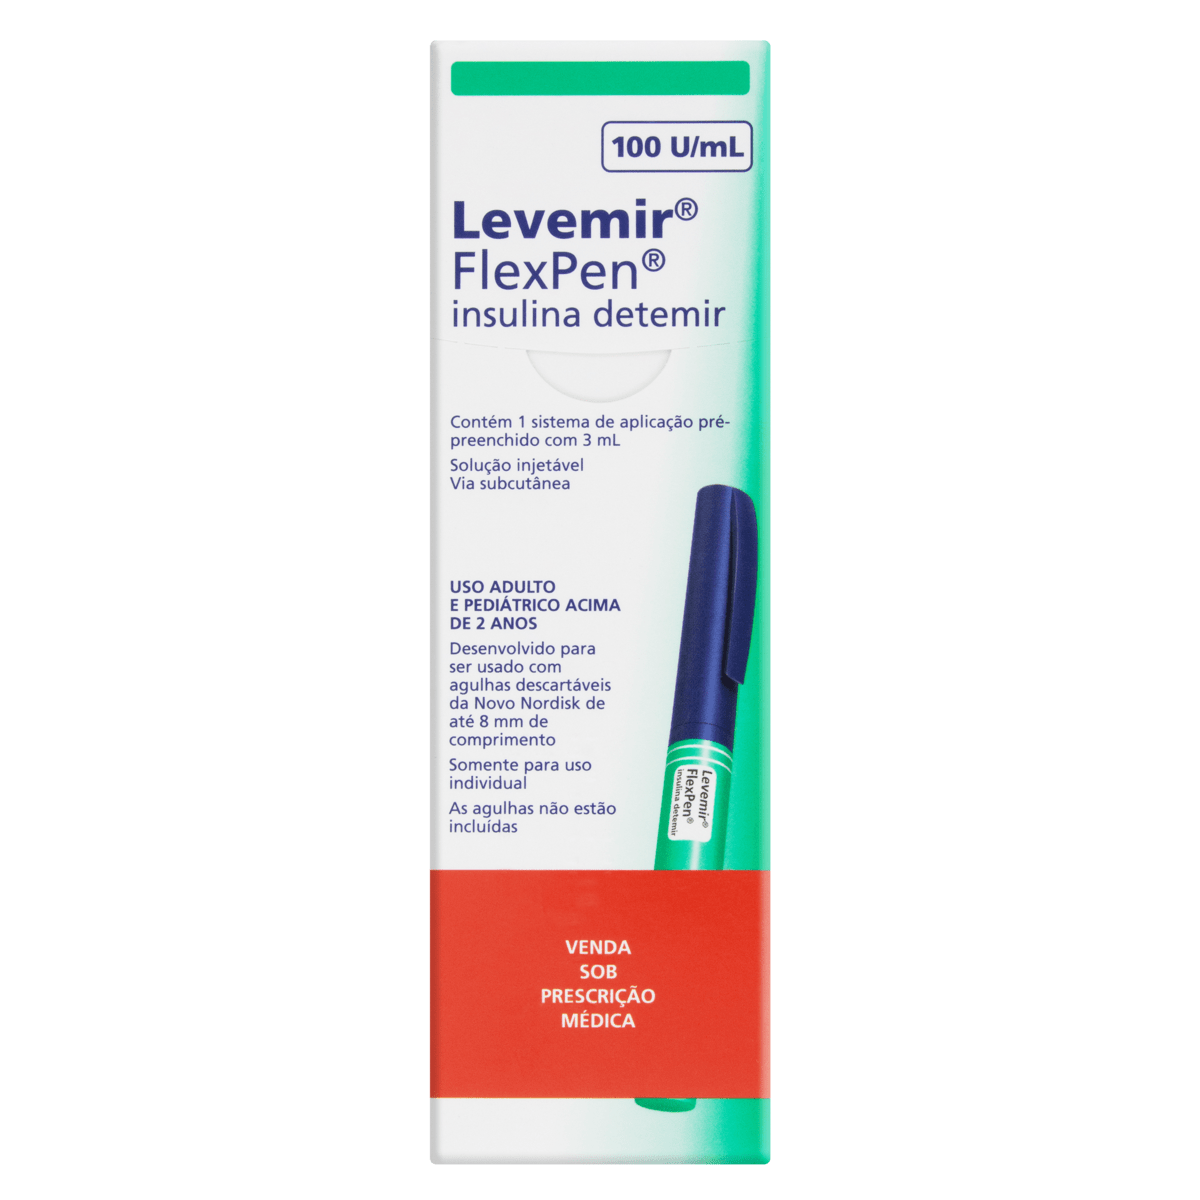 100 U/mL
Levemir®
FlexPen®
insulina detemir
Contém 1 sistema de aplicação pré-
preenchido com 3 mL
Solução injetável
Via subcutânea
USO ADULTO
E PEDIÁTRICO ACIMA
DE 2 ANOS
Desenvolvido para
ser usado com
agulhas descartáveis
da Novo Nordisk de
até 8 mm de
comprimento
Somente para uso
individual
As agulhas não estão
incluídas
Levemir®
FlexPen®
insulina detemir
VENDA
SOB
PRESCRIÇÃO
MÉDICA